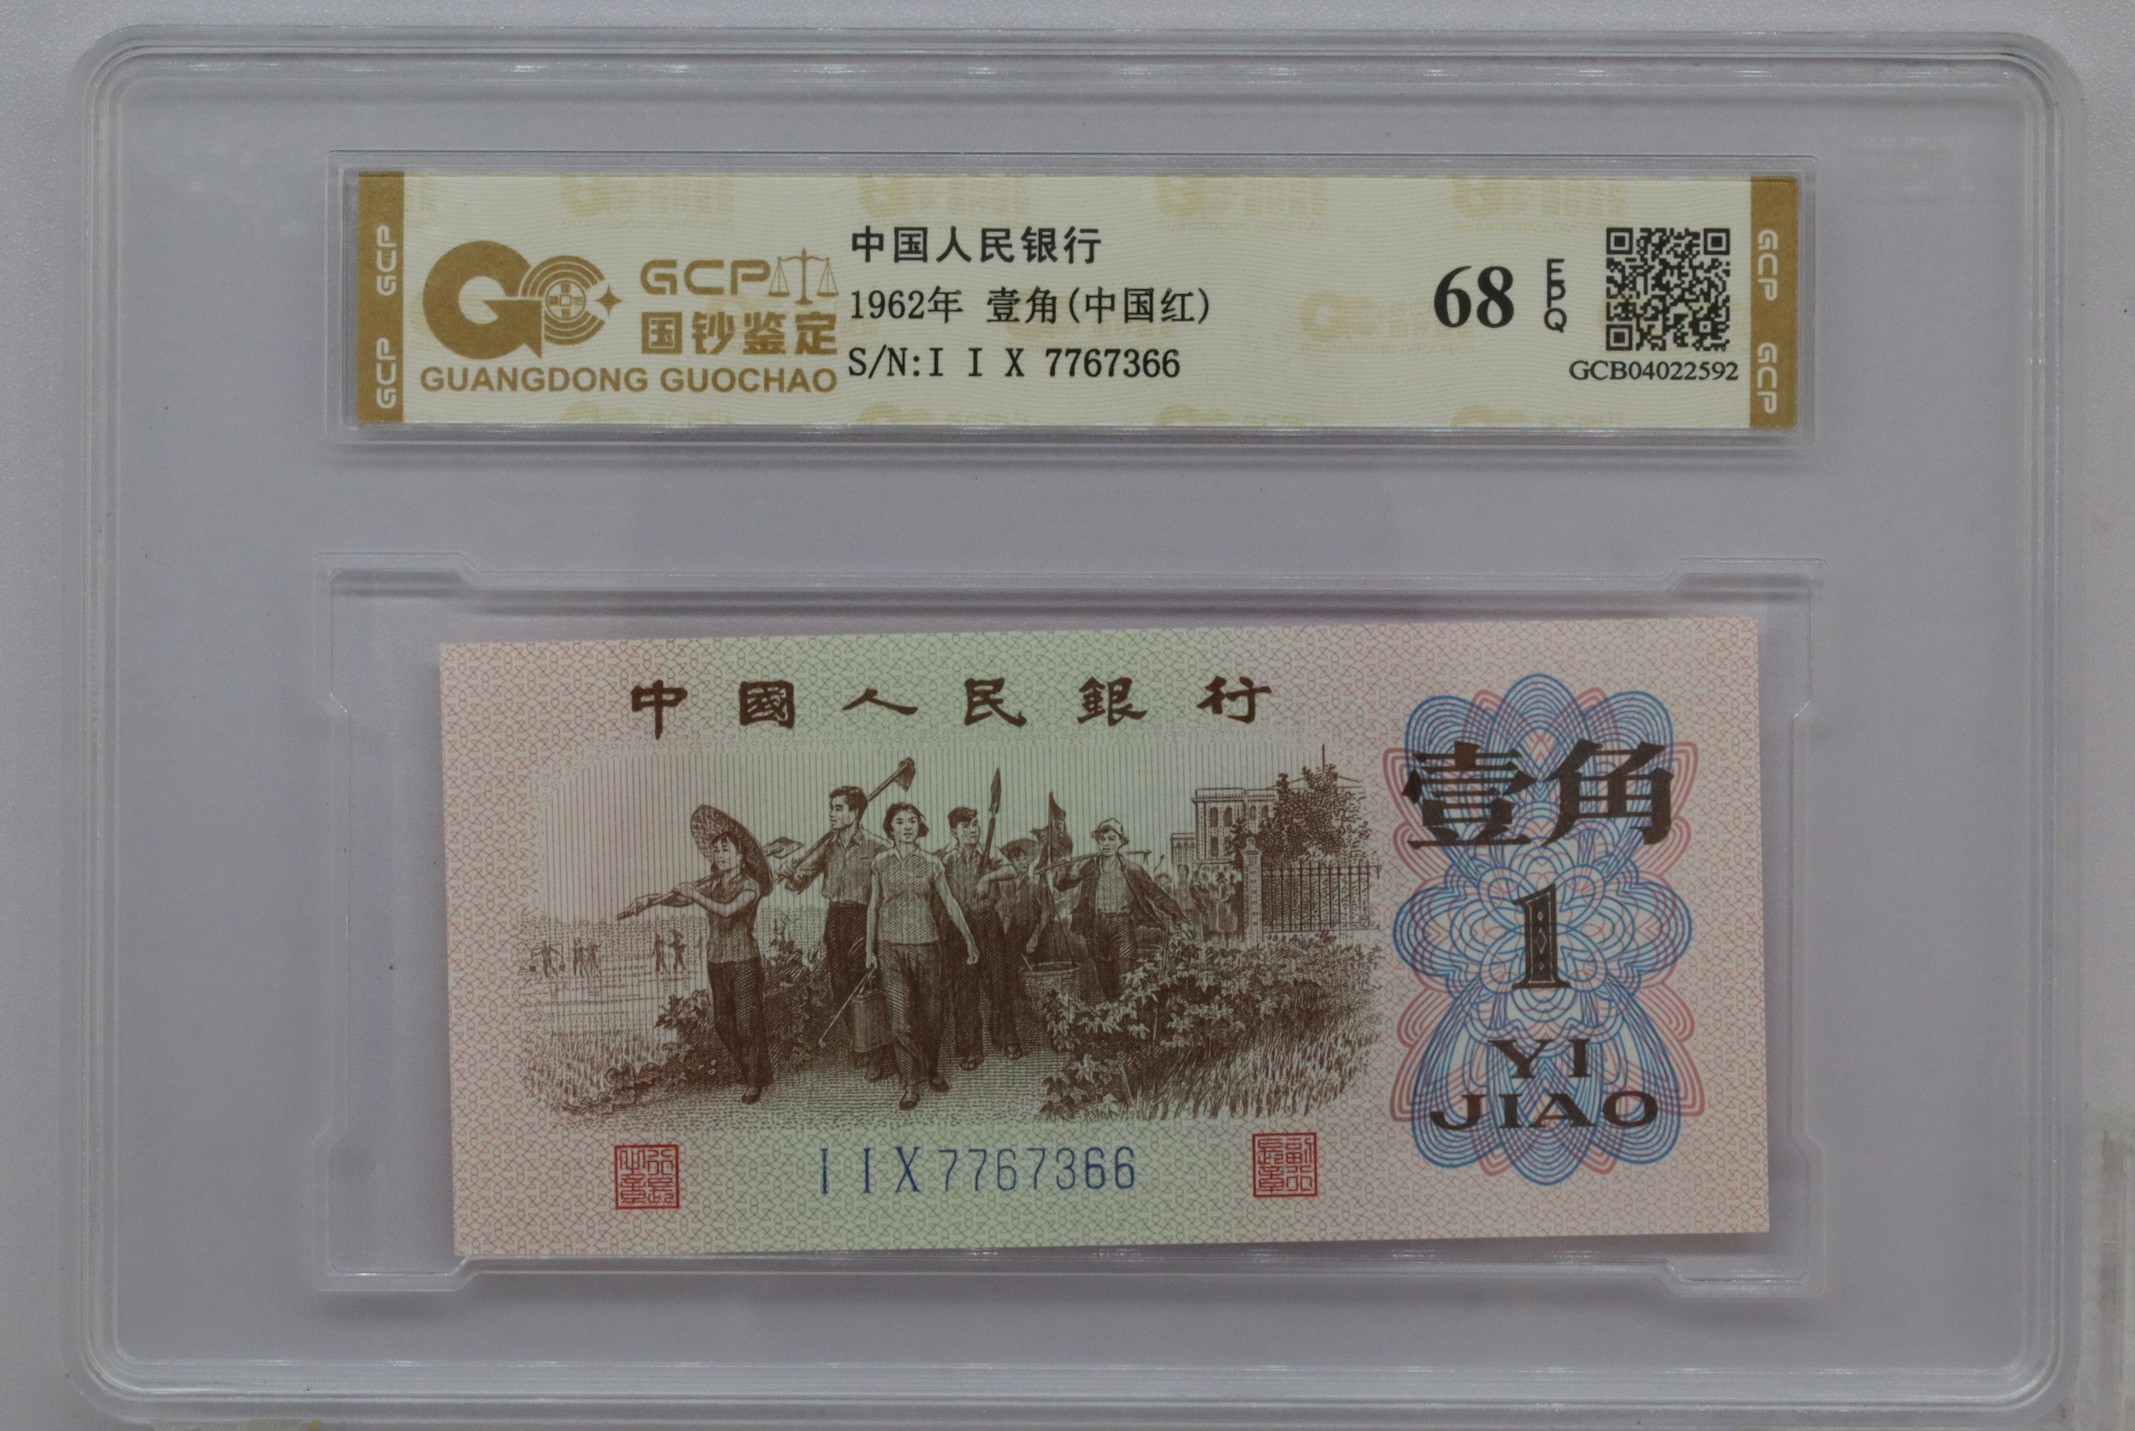 GCP
GCP
GCP
国钞鉴定
GUANGDONG GUOCHAO
中国人民银行
1962年 壹角(中国红)
S/N:I I X 7767366
68
EPQ
GCB04022592
GCP
GCP
中國人民銀行
壹角
1
YI
JIAO
I I X 7767366